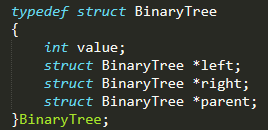 typedef struct BinaryTree
{
    int value;
    struct BinaryTree *left;
    struct BinaryTree *right;
    struct BinaryTree *parent;
}BinaryTree;